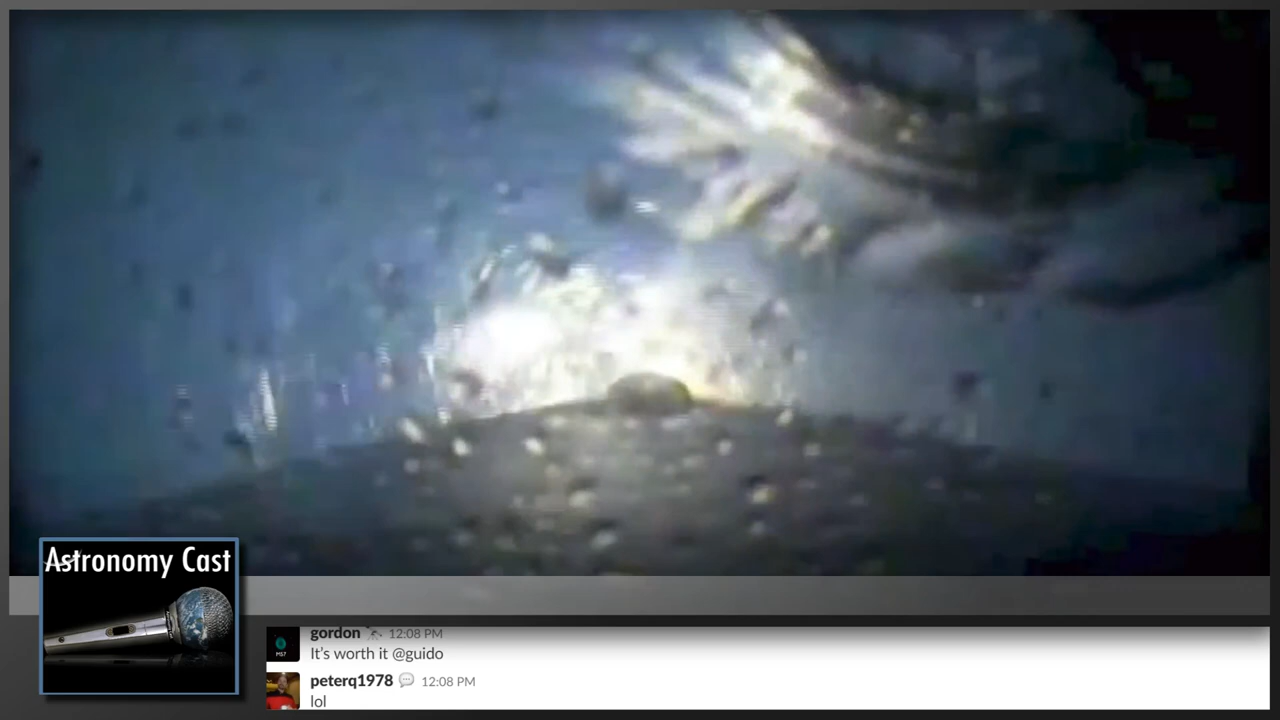 Astronomy Cast
gordon 12:08 PM
It's worth it @guido
peterq1978 12:08 PM
lol